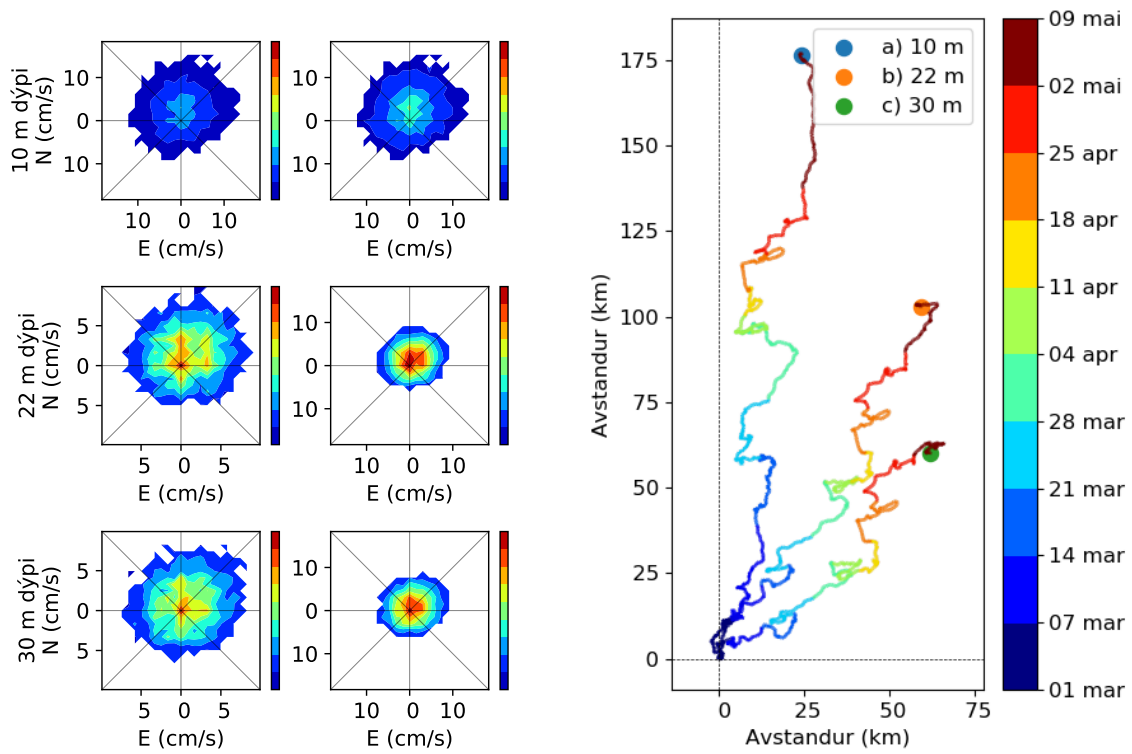 10 m dýpi
N (cm/s)
10
0
10
10 0 10
E (cm/s)
10 0 10
E (cm/s)
22 m dýpi
N (cm/s)
5
0
5
5 0 5
E (cm/s)
10
0
10
10 0 10
E (cm/s)
30 m dýpi
N (cm/s)
5
0
5
5 0 5
E (cm/s)
10
0
10
10 0 10
E (cm/s)
Avstandur (km)
175
150
125
100
75
50
25
0
0 25 50 75
Avstandur (km)
a) 10 m
b) 22 m
c) 30 m
09 mai
02 mai
25 apr
18 apr
11 apr
04 apr
28 mar
21 mar
14 mar
07 mar
01 mar